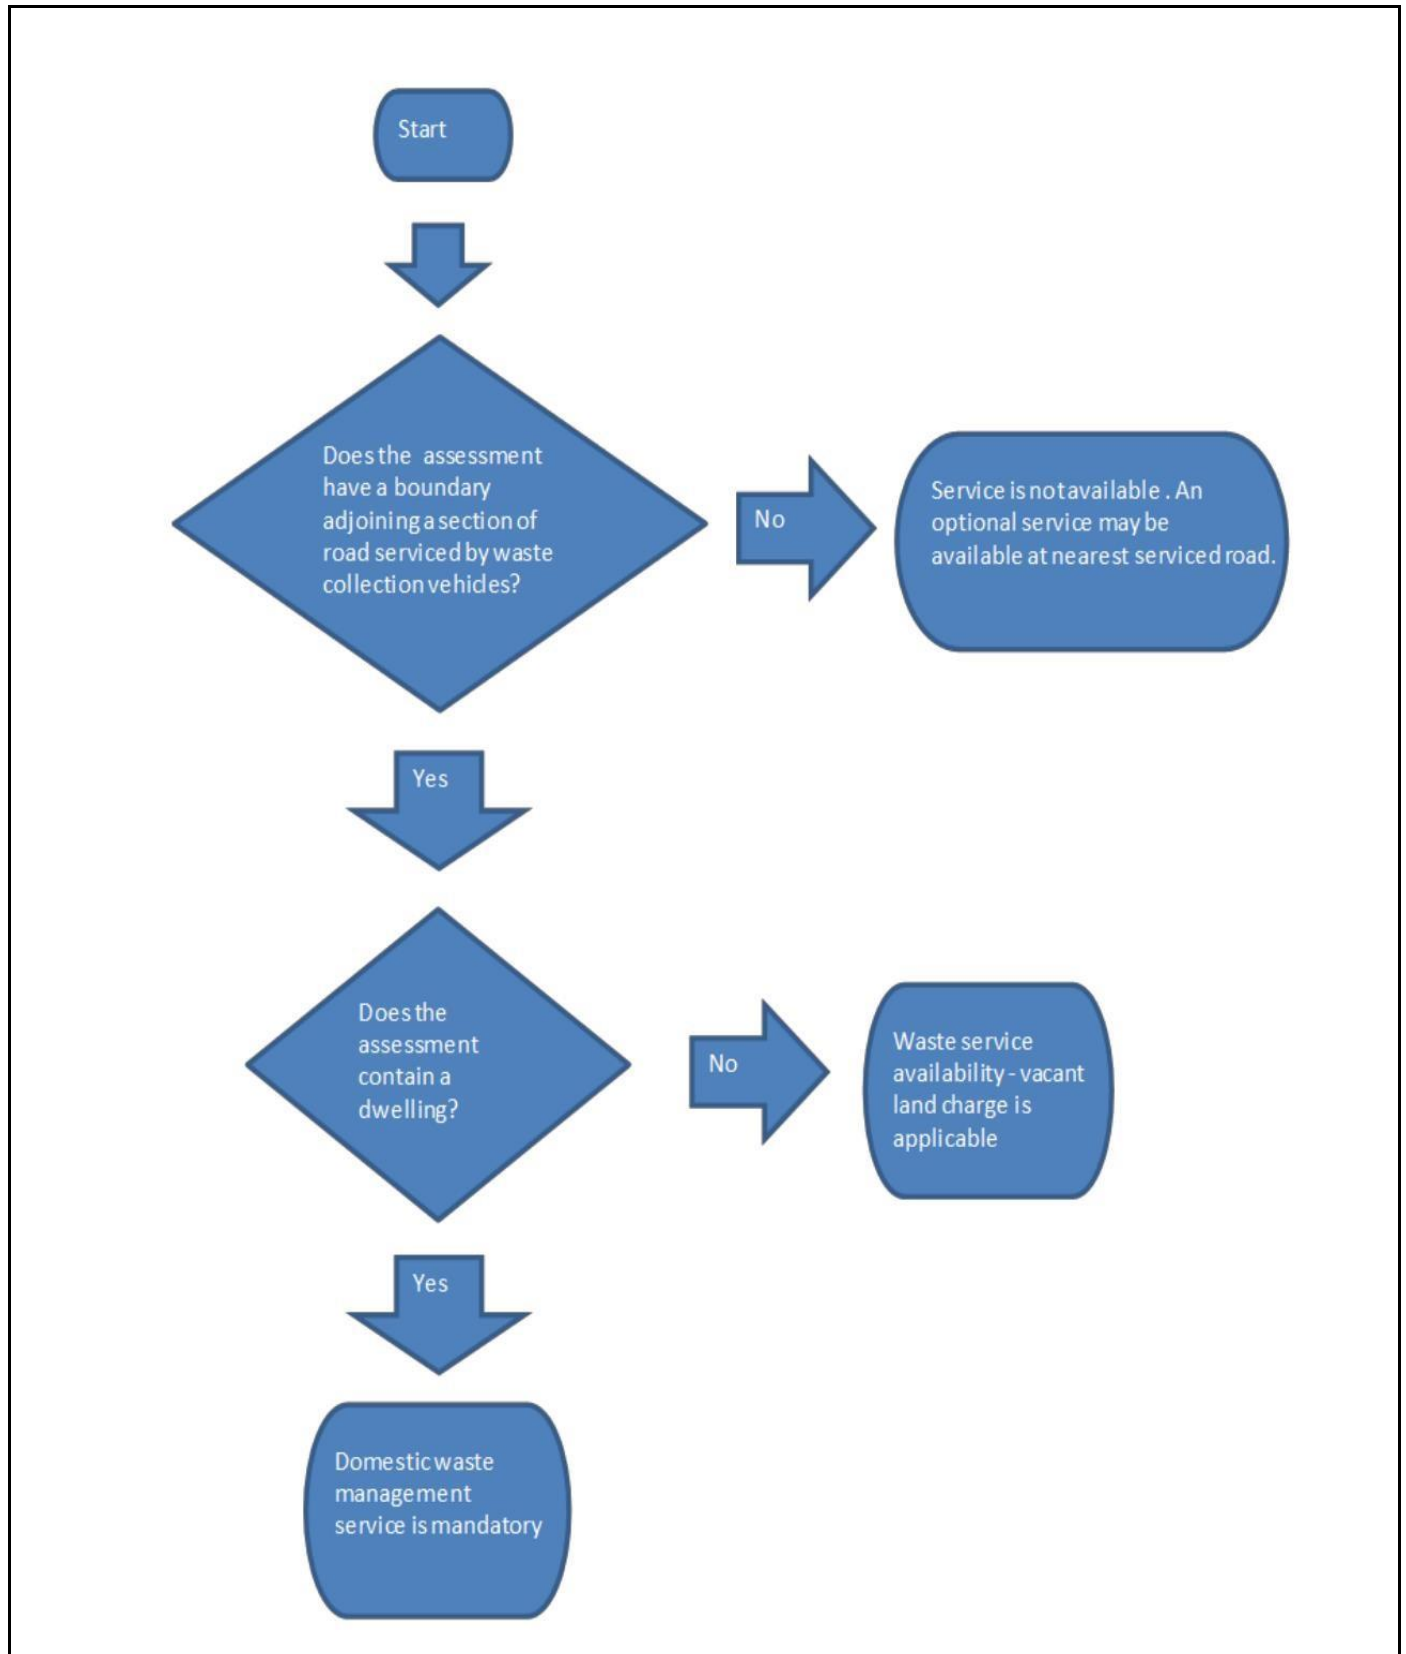 Start
Does the assessment
have a boundary
adjoining a section of
road serviced by waste
collection vehicles?
No
Service is not available . An
optional service may be
available at nearest serviced road.
Yes
Does the
assessment
contain a
dwelling?
No
Waste service
availability - vacant
land charge is
applicable
Yes
Domestic waste
management
service is mandatory